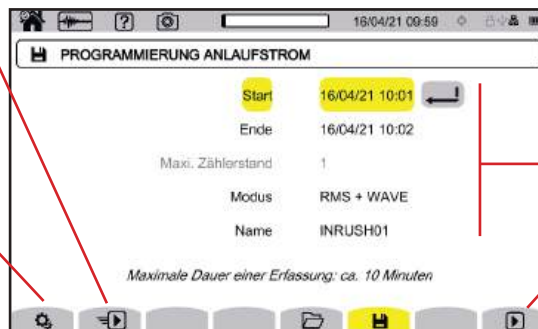 16/04/21 09:59
PROGRAMMIERUNG ANLAUFSTROM
Start 16/04/21 10:01
Ende 16/04/21 10:02
Maxi. Zählerstand 1
Modus RMS + WAVE
Name INRUSH01
Maximale Dauer einer Erfassung: ca. 10 Minuten